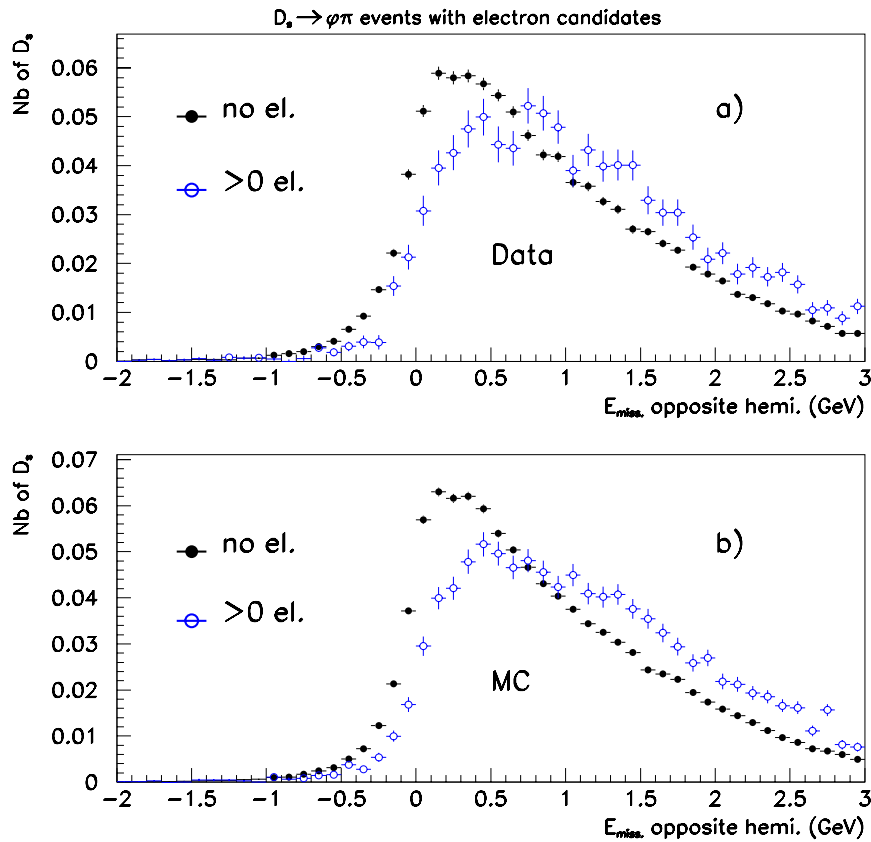 Dₛ→φπ events with electron candidates
Nb of Dₛ
0.06
0.05
0.04
0.03
0.02
0.01
0
no el.
>0 el.
a)
Data
−2 −1.5 −1 −0.5 0 0.5 1 1.5 2 2.5 3
E_miss. opposite hemi. (GeV)
Nb of Dₛ
0.07
0.06
0.05
0.04
0.03
0.02
0.01
0
no el.
>0 el.
b)
MC
−2 −1.5 −1 −0.5 0 0.5 1 1.5 2 2.5 3
E_miss. opposite hemi. (GeV)